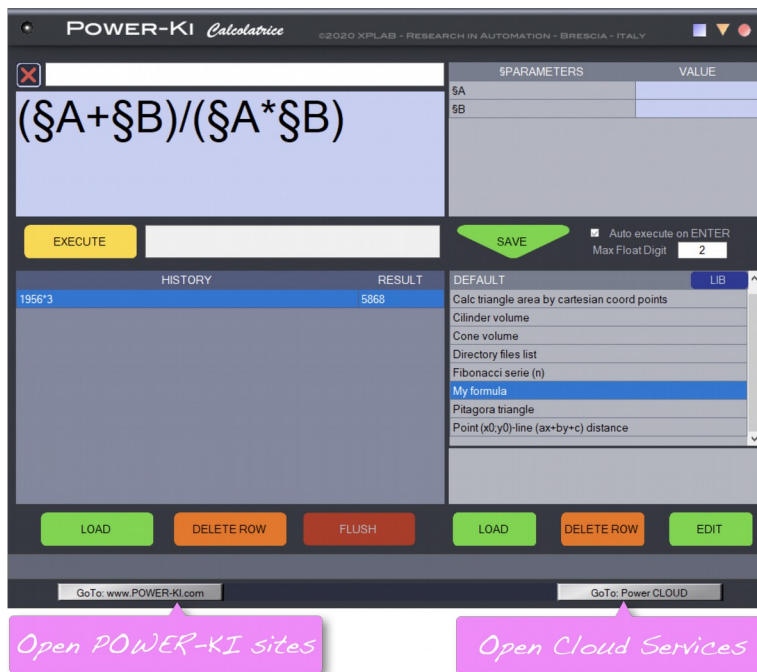 POWER-KI Calcolatrice ©2020 XPLAB - RESEARCH IN AUTOMATION - BRESCIA - ITALY
§PARAMETERS VALUE
§A
§B
(§A+§B)/(§A*§B)
EXECUTE
SAVE
Auto execute on ENTER
Max Float Digit 2
HISTORY RESULT
1956*3 5868
DEFAULT LIB
Calc triangle area by cartesian coord points
Cilinder volume
Cone volume
Directory files list
Fibonacci serie (n)
My formula
Pitagora triangle
Point (x0;y0)-line (ax+by+c) distance
LOAD DELETE ROW FLUSH
LOAD DELETE ROW EDIT
GoTo: www.POWER-KI.com
GoTo: Power CLOUD
Open POWER-KI sites
Open Cloud Services